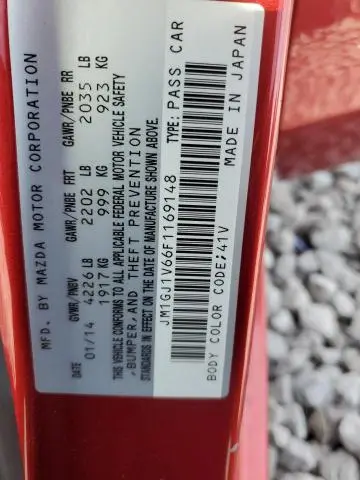 MFD. BY MAZDA MOTOR CORPORATION
GVWR/PNBV GAWR/PNBE FRT GAWR/PNBE RR
DATE
01/14 4226 LB 2202 LB 2035 LB
1917 KG 999 KG 923 KG
THIS VEHICLE CONFORMS TO ALL APPLICABLE FEDERAL MOTOR VEHICLE SAFETY
, BUMPER, AND THEFT PREVENTION
STANDARDS IN EFFECT ON THE DATE OF MANUFACTURE SHOWN ABOVE.
JM1GJ1V66F1169148 TYPE: PASS CAR
BODY COLOR CODE;41V MADE IN JAPAN